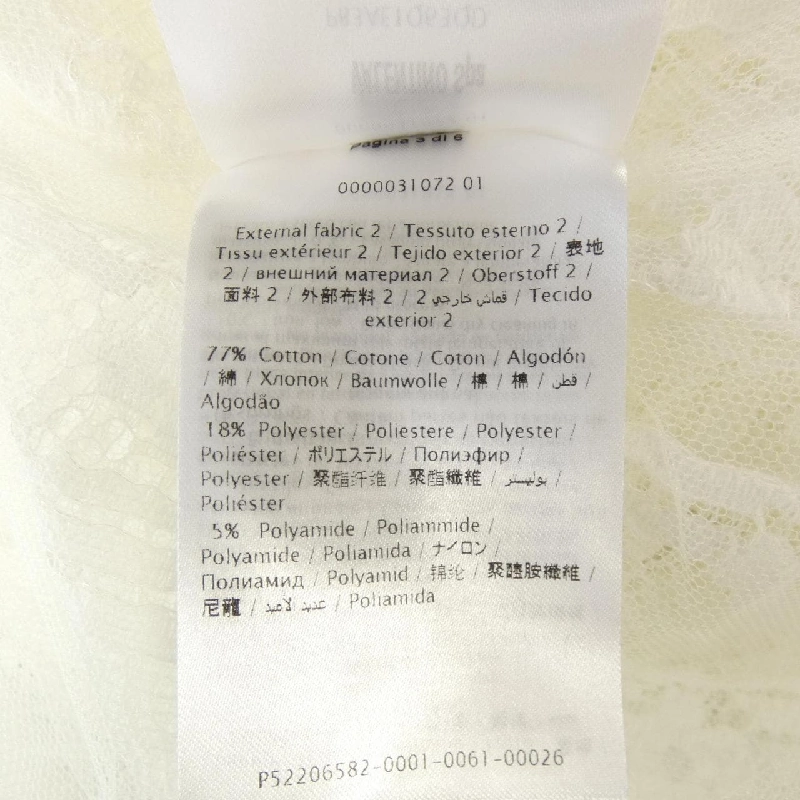 VALENTINO Spa
Pagina 3 di 6
0000031072 01
External fabric 2 / Tessuto esterno 2 /
Tissu extérieur 2 / Tejido exterior 2 / 表地
2 / внешний материал 2 / Oberstoff 2 /
面料 2 / 外部布料 2 / قماش خارجي 2 / Tecido
exterior 2
77% Cotton / Cotone / Coton / Algodón
/ 綿 / Хлопок / Baumwolle / 棉 / 棉 / قطن /
Algodão
18% Polyester / Poliestere / Polyester /
Poliéster / ポリエステル / Полиэфир /
Polyester / 聚酯纤维 / 聚酯纖維 / بوليستر /
Poliéster
5% Polyamide / Poliammide /
Polyamide / Poliamida / ナイロン /
Полиамид / Polyamid / 锦纶 / 聚醯胺纖維 /
尼龍 / عديد الأميد / Poliamida
P52206582-0001-0061-00026